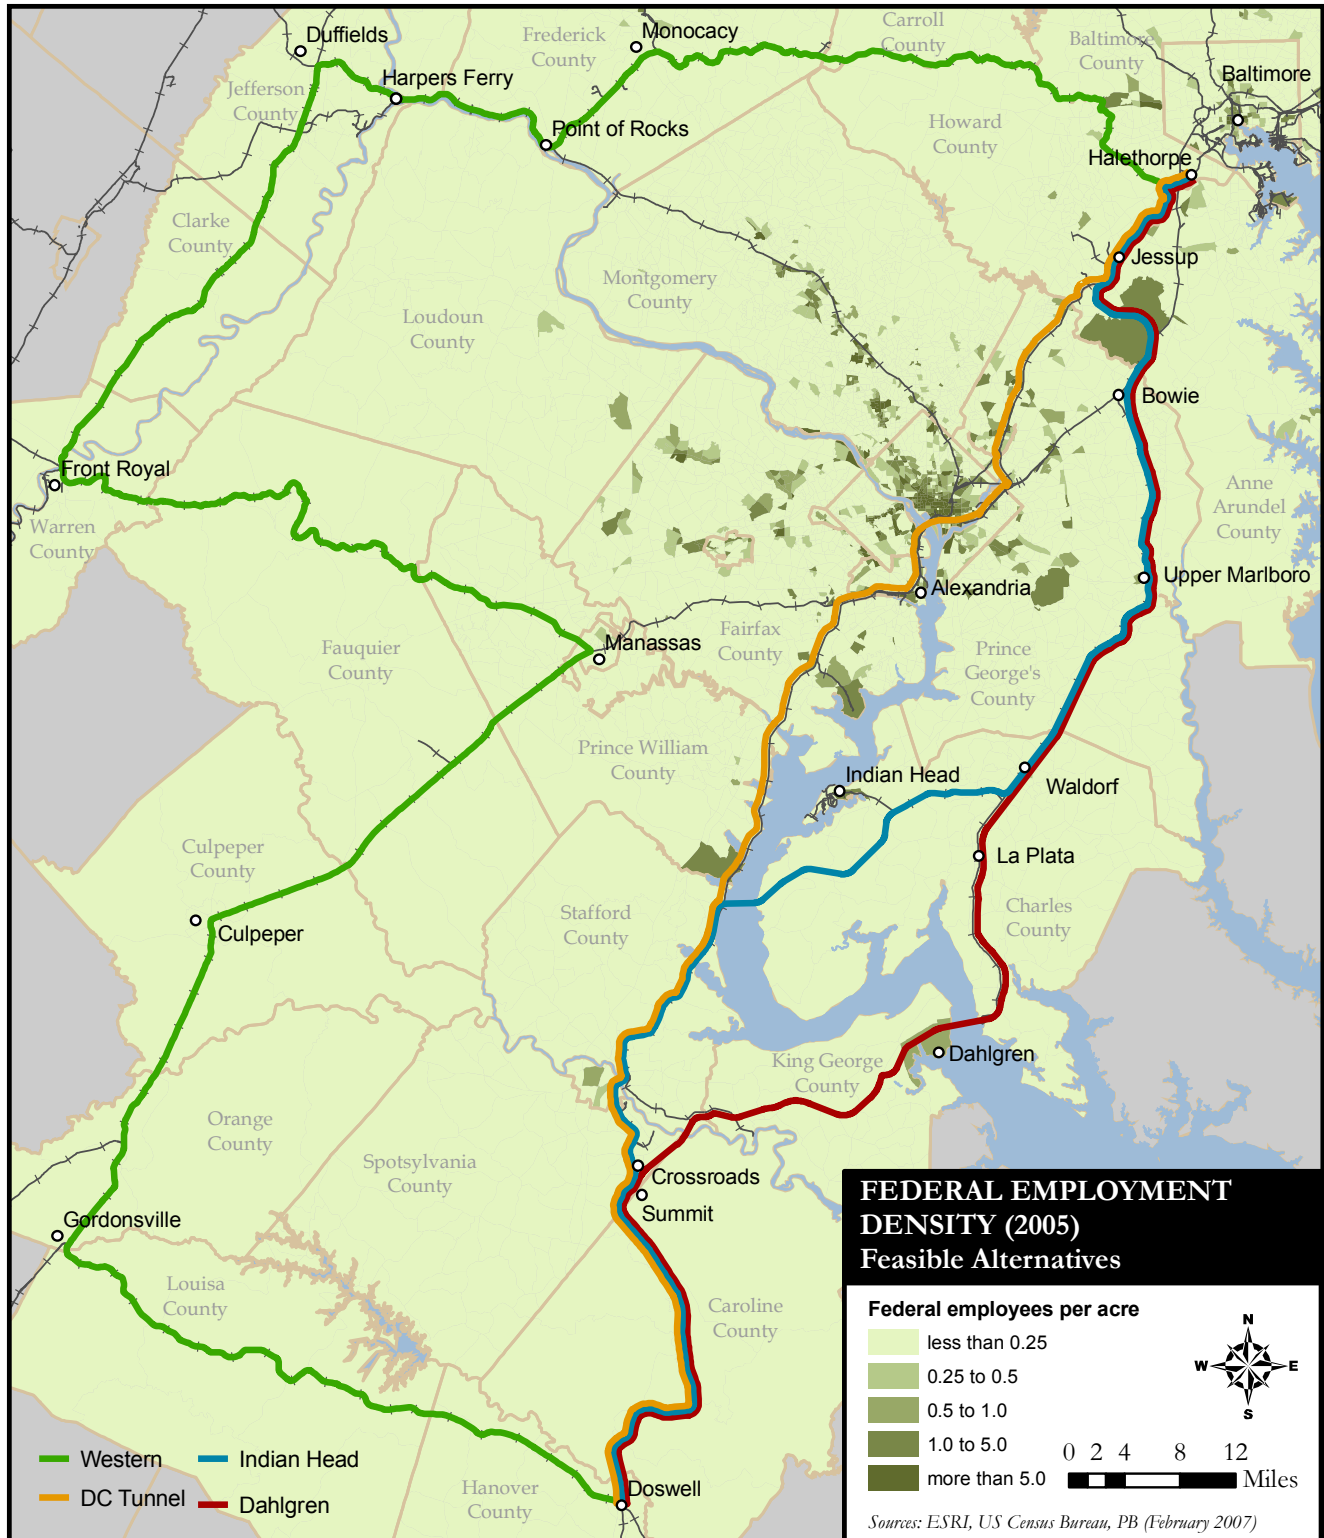 Duffields
Frederick
County
Monocacy
Carroll
County
Baltimore
County
Baltimore
Jefferson
County
Harpers Ferry
Point of Rocks
Howard
County
Halethorpe
Clarke
County
Jessup
Montgomery
County
Loudoun
County
Bowie
Front Royal
Warren
County
Anne
Arundel
County
Upper Marlboro
Alexandria
Fairfax
County
Manassas
Fauquier
County
Prince
George's
County
Prince William
County
Indian Head
Waldorf
La Plata
Culpeper
County
Culpeper
Stafford
County
Charles
County
Dahlgren
King George
County
Orange
County
Spotsylvania
County
Crossroads
Summit
Gordonsville
Louisa
County
Caroline
County
Hanover
County
Doswell
Western
DC Tunnel
Indian Head
Dahlgren
FEDERAL EMPLOYMENT
DENSITY (2005)
Feasible Alternatives
Federal employees per acre
less than 0.25
0.25 to 0.5
0.5 to 1.0
1.0 to 5.0
more than 5.0
N
W E
S
0 2 4 8 12
Miles
Sources: ESRI, US Census Bureau, PB (February 2007)